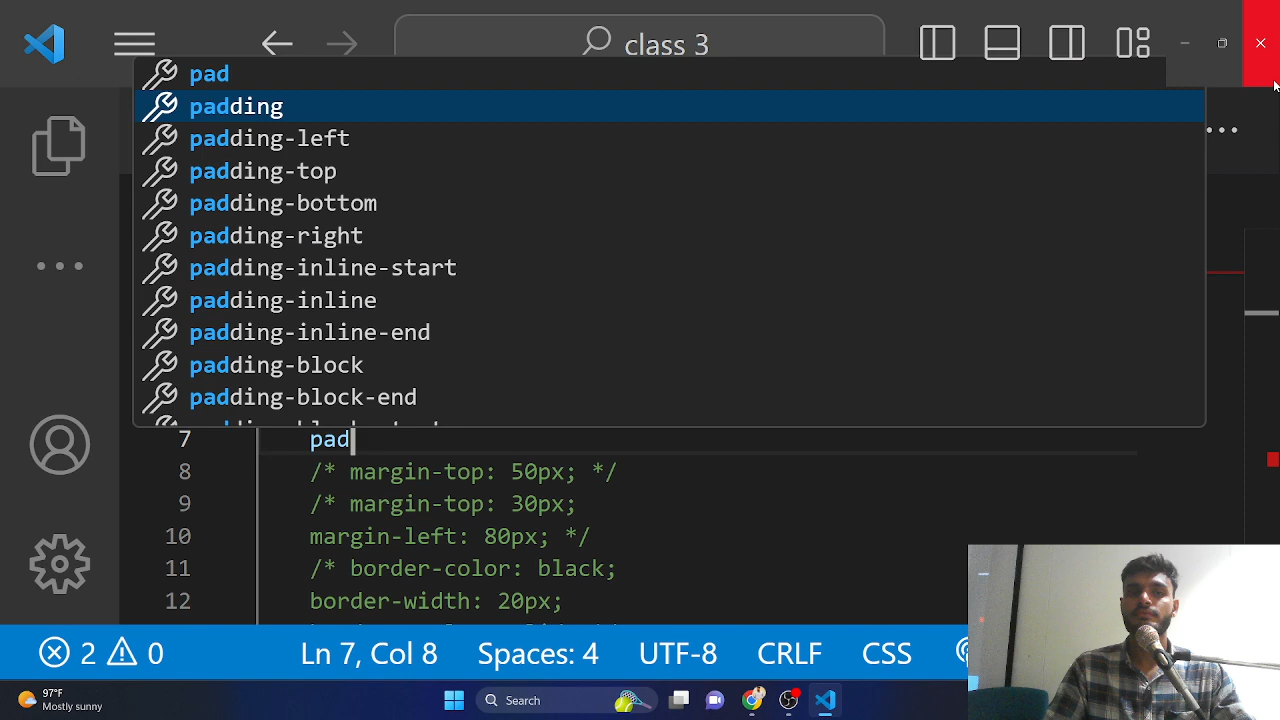 class 3
pad
padding
padding-left
padding-top
padding-bottom
padding-right
padding-inline-start
padding-inline
padding-inline-end
padding-block
padding-block-end
7 pad
8 /* margin-top: 50px; */
9 /* margin-top: 30px;
10 margin-left: 80px; */
11 /* border-color: black;
12 border-width: 20px;
2 0 Ln 7, Col 8 Spaces: 4 UTF-8 CRLF CSS
97°F
Mostly sunny
Search